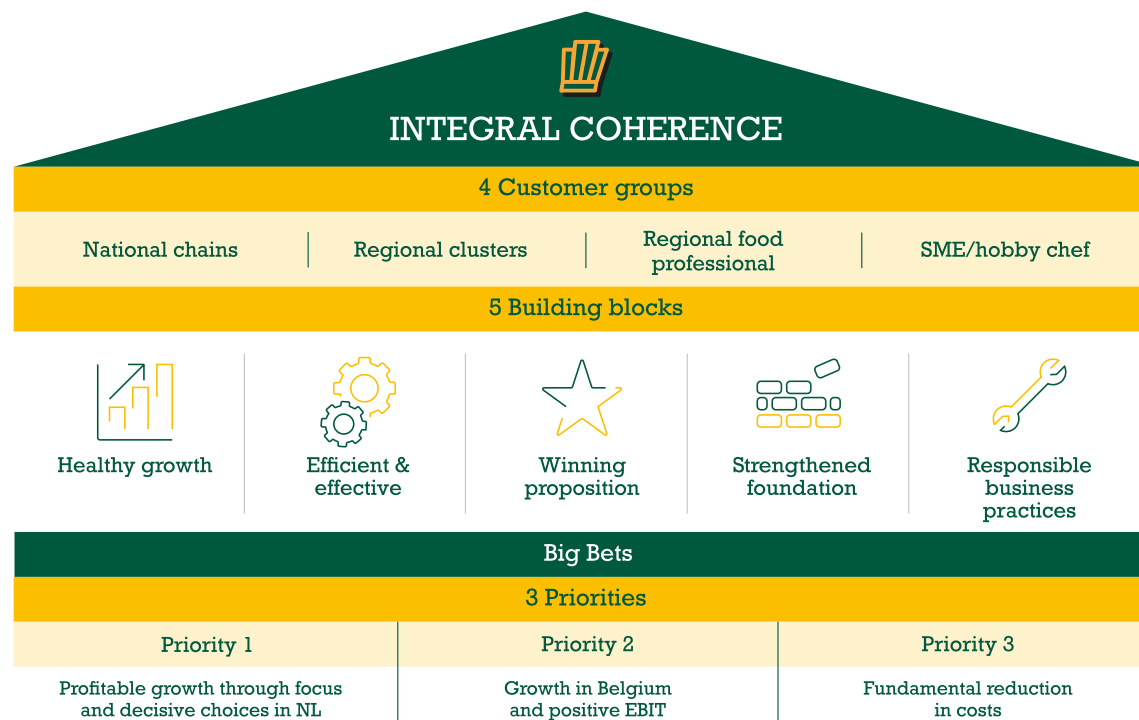 INTEGRAL COHERENCE
4 Customer groups
National chains
Regional clusters
Regional food
professional
SME/hobby chef
5 Building blocks
Healthy growth
Efficient &
effective
Winning
proposition
Strengthened
foundation
Responsible
business
practices
Big Bets
3 Priorities
Priority 1
Priority 2
Priority 3
Profitable growth through focus
and decisive choices in NL
Growth in Belgium
and positive EBIT
Fundamental reduction
in costs